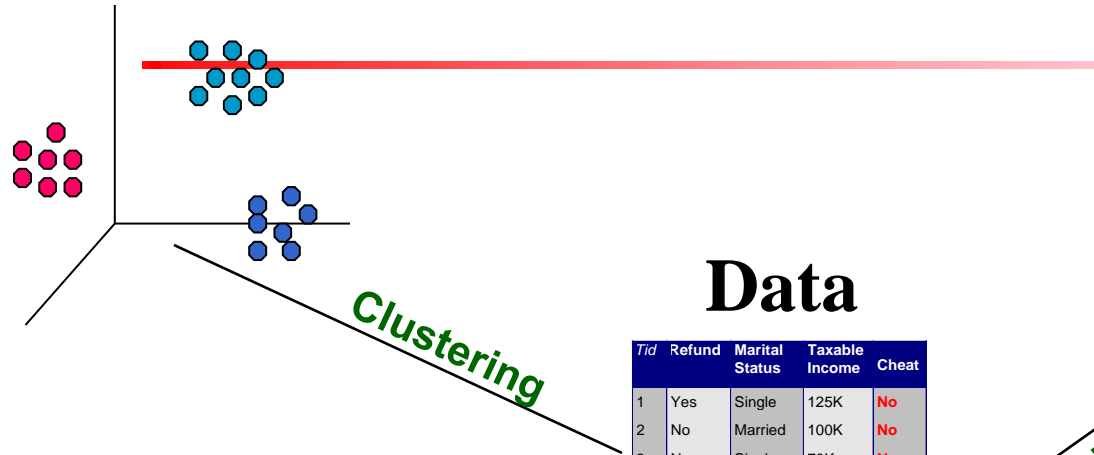 Data
Clustering
Tid Refund Marital Status Taxable Income Cheat
1 Yes Single 125K No
2 No Married 100K No